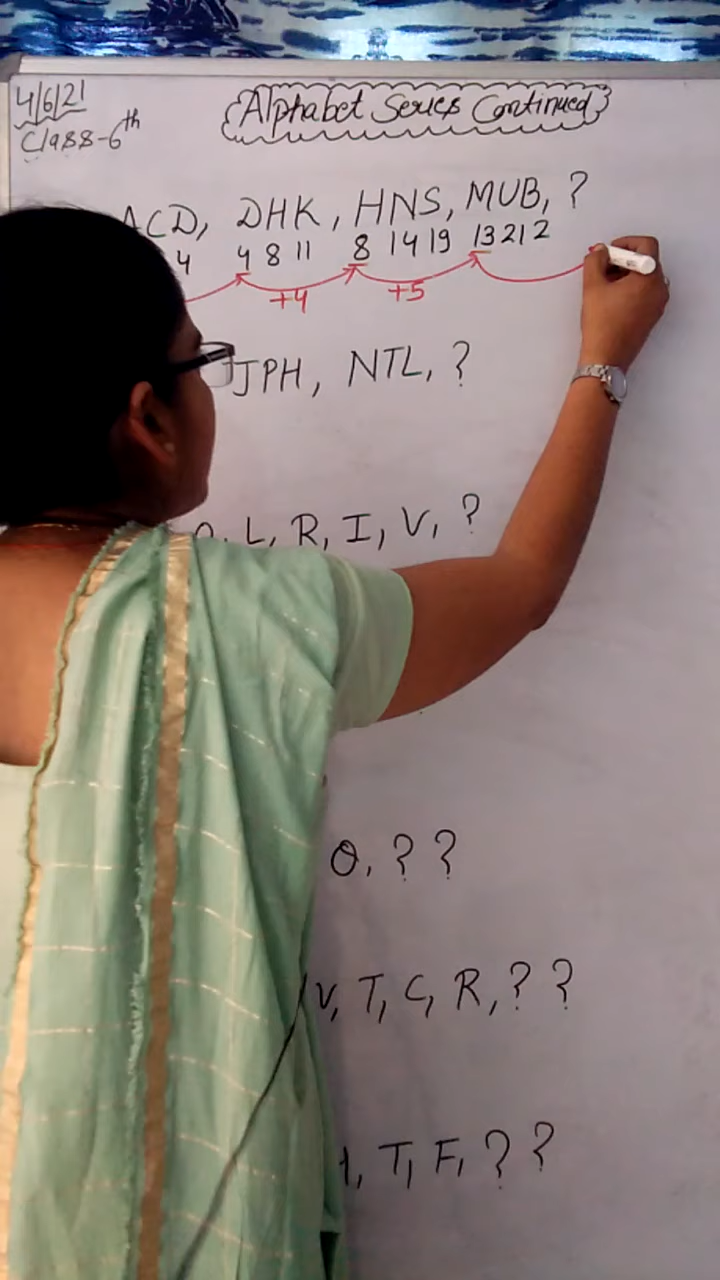 4/6/21
Class-6th
Alphabet Series Continued
ACD, DHK, HNS, MUB, ?
4 4 8 11 8 14 19 13 21 2
+4 +5
JPH, NTL, ?
L, R, I, V, ?
O, ? ?
V, T, C, R, ? ?
T, F, ? ?